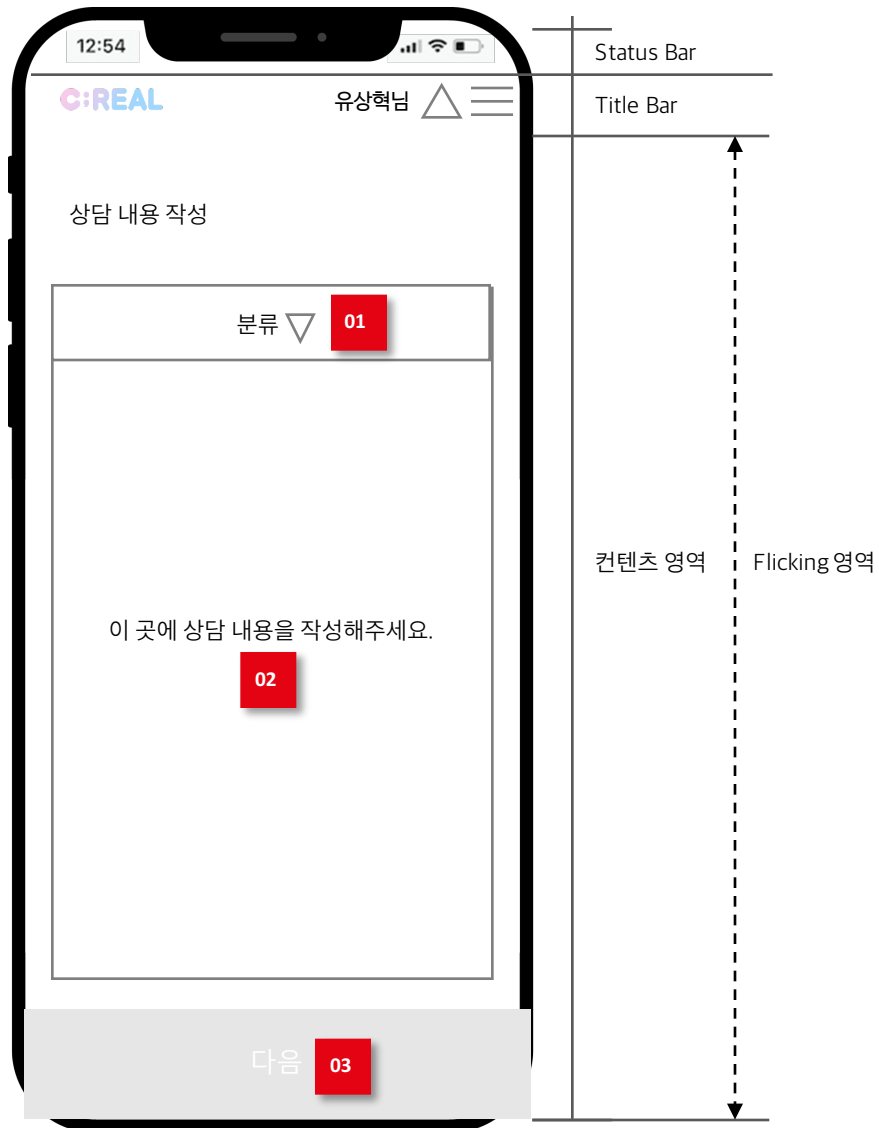 12:54
Status Bar
C:REAL
유상혁님
Title Bar
상담 내용 작성
분류
01
컨텐츠 영역
Flicking 영역
이 곳에 상담 내용을 작성해주세요.
02
다음
03